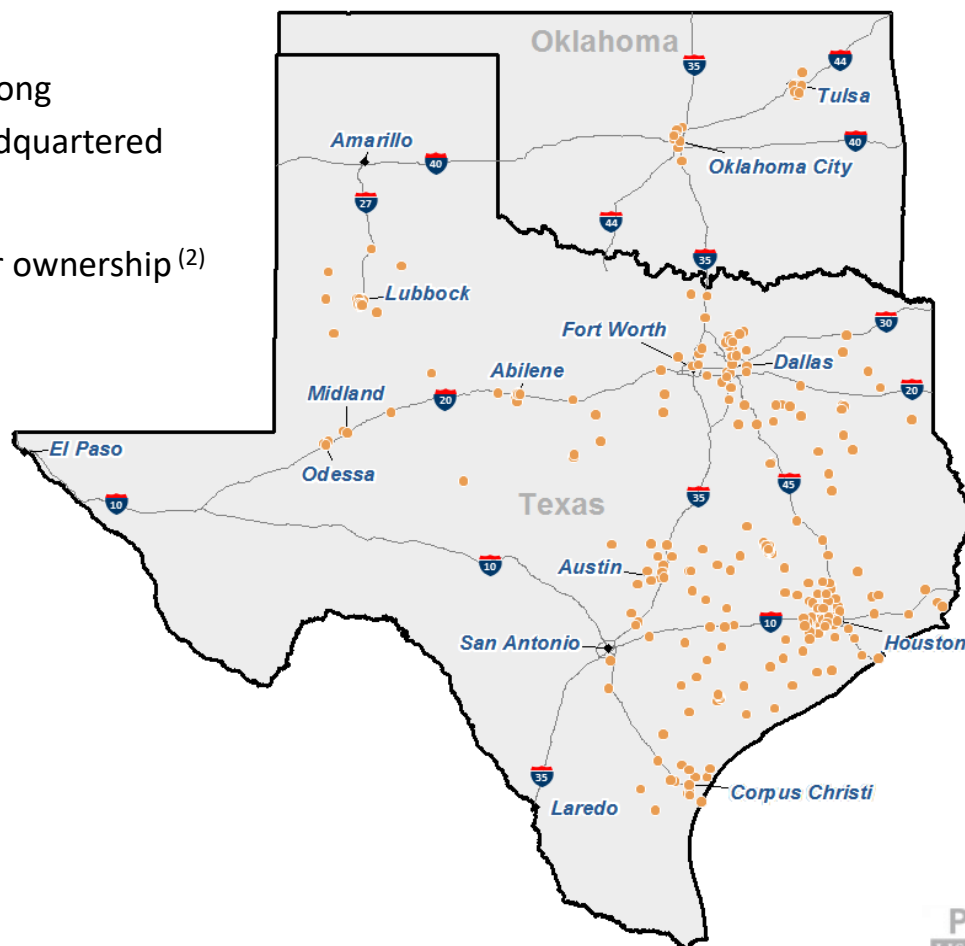 Oklahoma
35
44
ong
Tulsa
dquartered
Amarillo
40
40
Oklahoma City
27
44
r ownership (2)
35
Lubbock
30
Fort Worth
Dallas
Abilene
Midland
20
20
El Paso
Odessa
45
10
Texas
35
10
Austin
10
San Antonio
Houston
35
Corpus Christi
Laredo
P